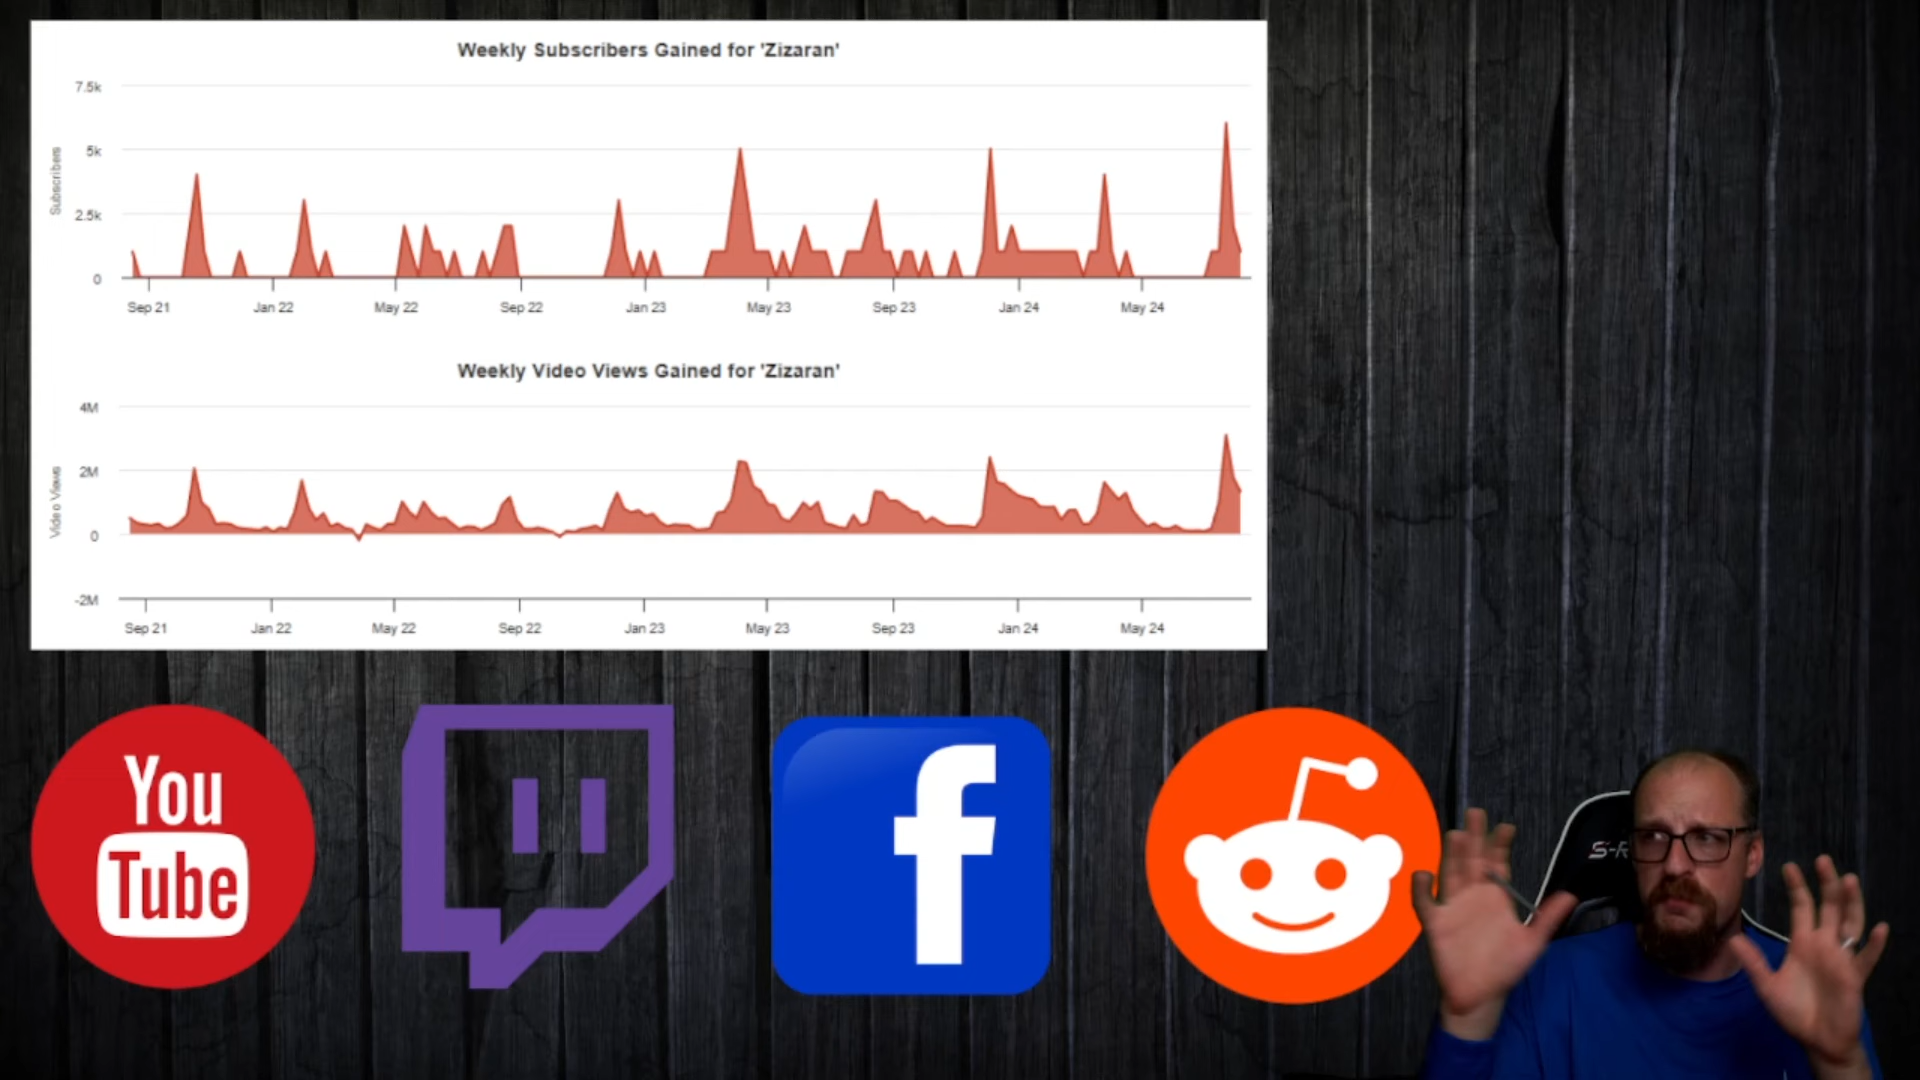 Weekly Subscribers Gained for 'Zizaran'
7.5k
5k
2.5k
0
Subscribers
Sep 21 Jan 22 May 22 Sep 22 Jan 23 May 23 Sep 23 Jan 24 May 24
Weekly Video Views Gained for 'Zizaran'
4M
2M
0
-2M
Video Views
Sep 21 Jan 22 May 22 Sep 22 Jan 23 May 23 Sep 23 Jan 24 May 24
You
Tube
f
S-R